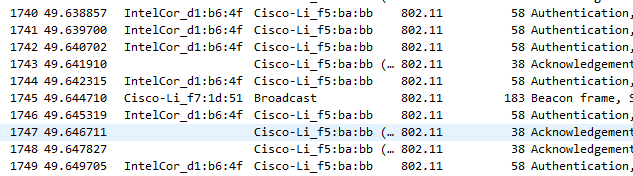 1740 49.638857 IntelCor_d1:b6:4f Cisco-Li_f5:ba:bb 802.11 58 Authentication,
1741 49.639700 IntelCor_d1:b6:4f Cisco-Li_f5:ba:bb 802.11 58 Authentication,
1742 49.640702 IntelCor_d1:b6:4f Cisco-Li_f5:ba:bb 802.11 58 Authentication,
1743 49.641910 Cisco-Li_f5:ba:bb (… 802.11 38 Acknowledgement
1744 49.642315 IntelCor_d1:b6:4f Cisco-Li_f5:ba:bb 802.11 58 Authentication,
1745 49.644710 Cisco-Li_f7:1d:51 Broadcast 802.11 183 Beacon frame, S
1746 49.645319 IntelCor_d1:b6:4f Cisco-Li_f5:ba:bb 802.11 58 Authentication,
1747 49.646711 Cisco-Li_f5:ba:bb (… 802.11 38 Acknowledgement
1748 49.647827 Cisco-Li_f5:ba:bb (… 802.11 38 Acknowledgement
1749 49.649705 IntelCor_d1:b6:4f Cisco-Li_f5:ba:bb 802.11 58 Authentication,